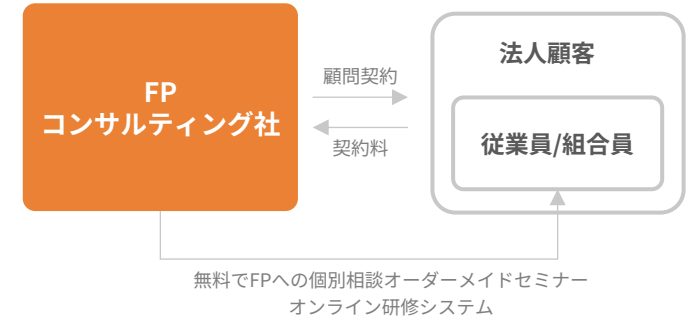 FP
コンサルティング社
顧問契約
契約料
法人顧客
従業員/組合員
無料でFPへの個別相談オーダーメイドセミナー
オンライン研修システム